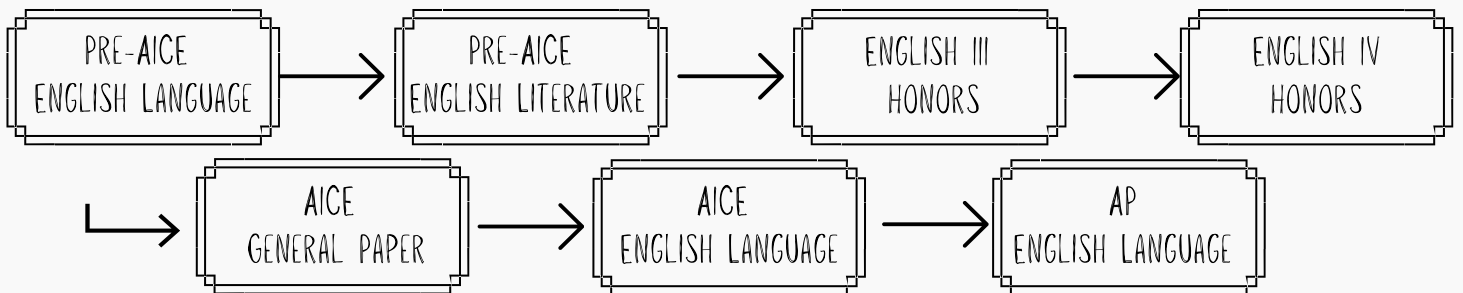 PRE-AICE
ENGLISH LANGUAGE
PRE-AICE
ENGLISH LITERATURE
ENGLISH III
HONORS
ENGLISH IV
HONORS
AICE
GENERAL PAPER
AICE
ENGLISH LANGUAGE
AP
ENGLISH LANGUAGE